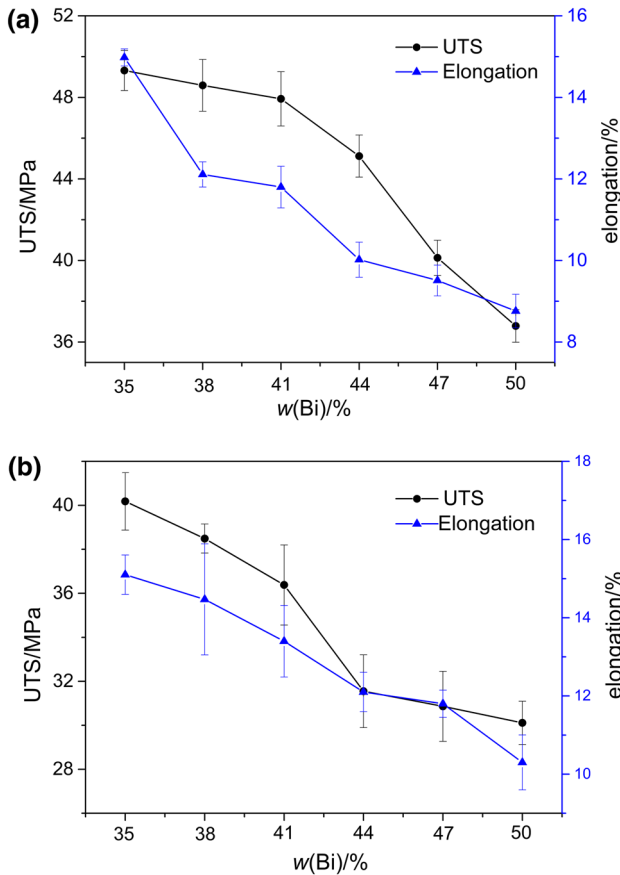 (a)
52
48
44
40
36
UTS/MPa
UTS
Elongation
16
14
12
10
8
elongation/%
35 38 41 44 47 50
w(Bi)/%
(b)
40
36
32
28
UTS/MPa
UTS
Elongation
18
16
14
12
10
elongation/%
35 38 41 44 47 50
w(Bi)/%